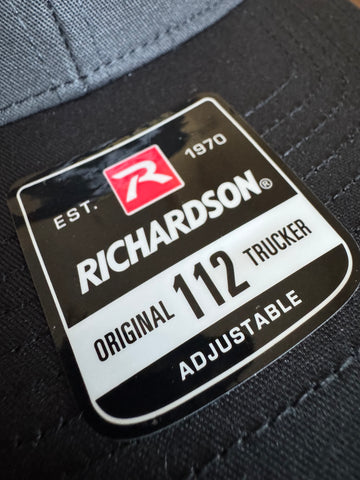 EST. R 1970
RICHARDSON®
ORIGINAL 112 TRUCKER
ADJUSTABLE